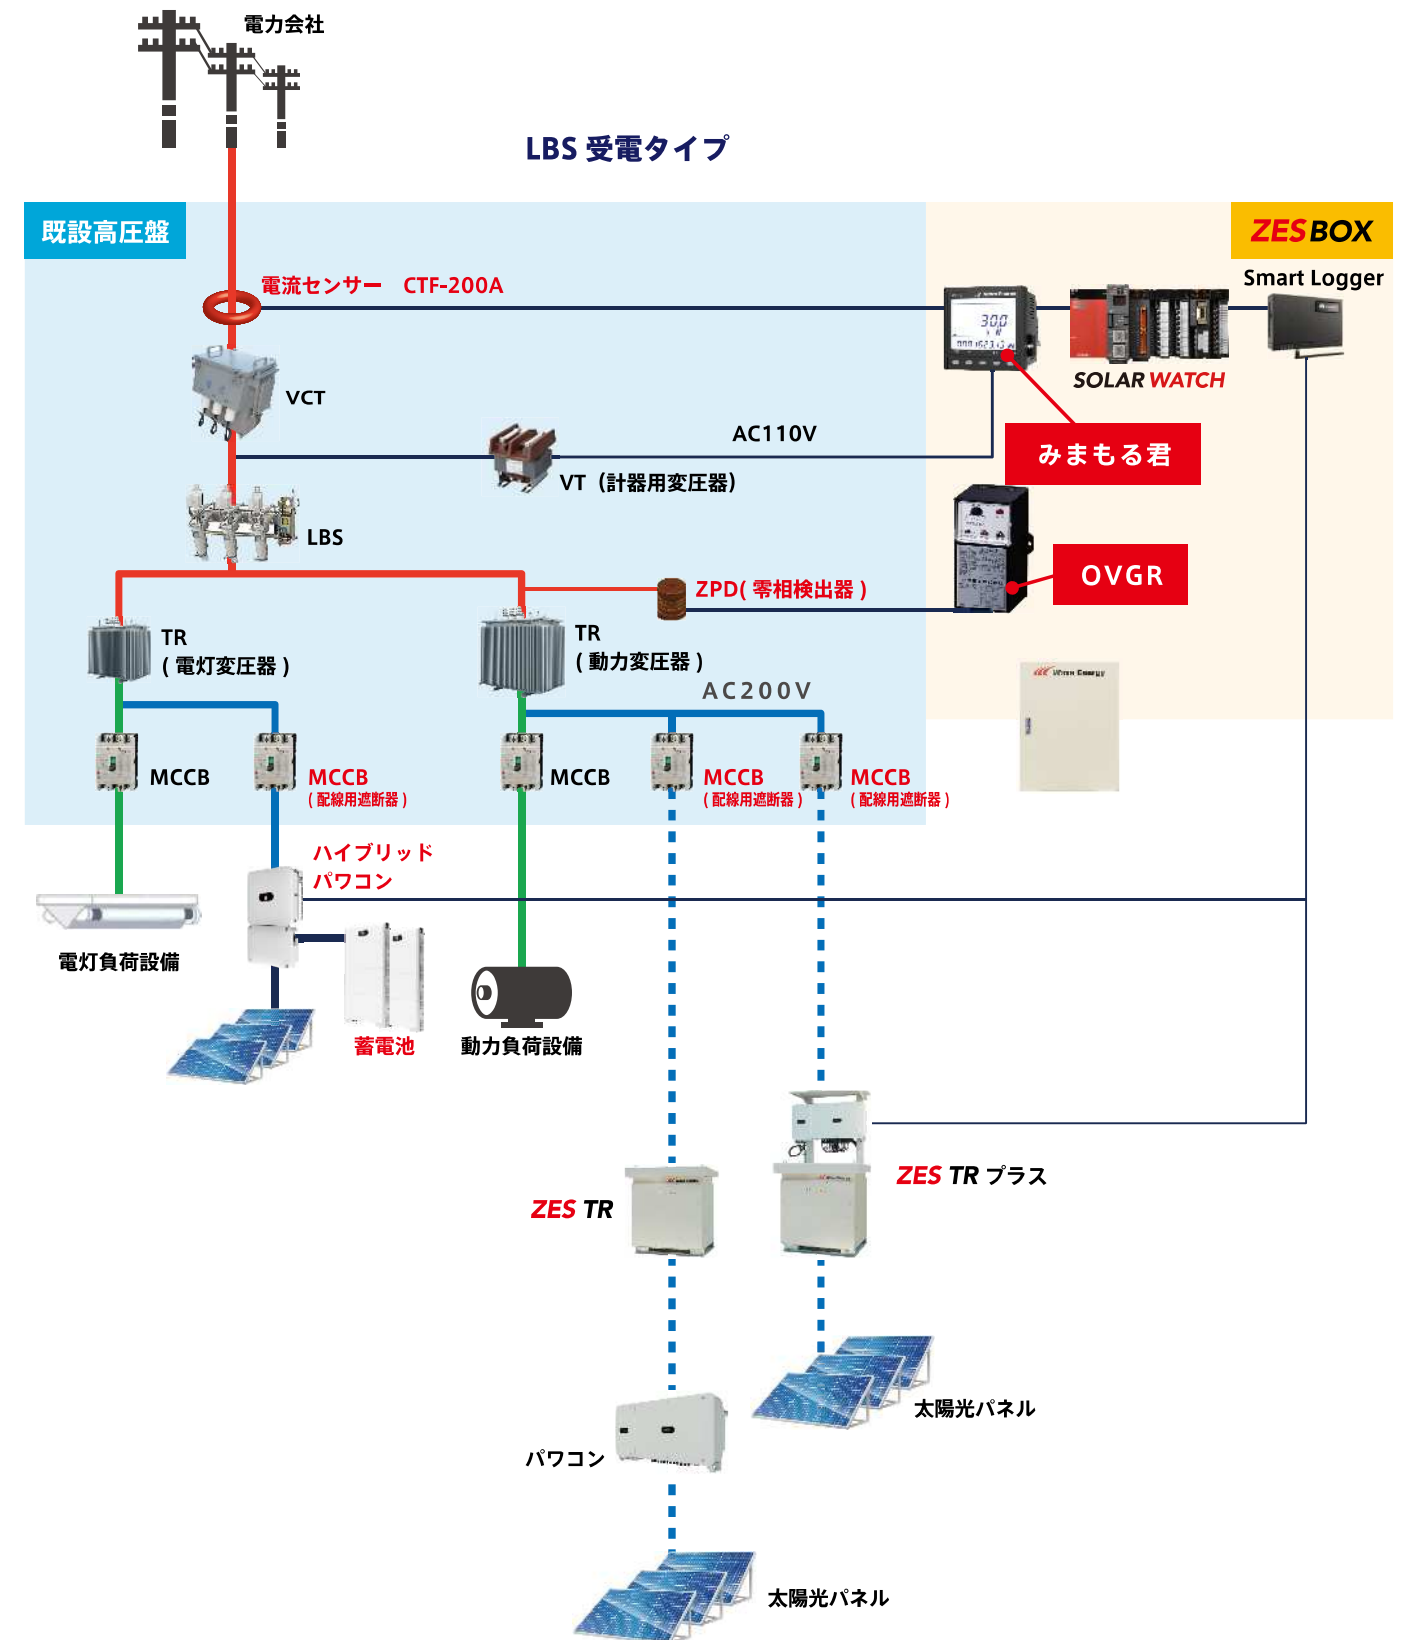 電力会社
LBS 受電タイプ
既設高圧盤
ZES BOX
Smart Logger
電流センサー CTF-200A
30.0
SOLAR WATCH
VCT
AC110V
みまもる君
VT（計器用変圧器）
LBS
OVGR
ZPD( 零相検出器 )
TR
( 電灯変圧器 )
TR
( 動力変圧器 )
AC200V
White Energy
MCCB
MCCB
( 配線用遮断器 )
MCCB
MCCB
( 配線用遮断器 )
MCCB
( 配線用遮断器 )
ハイブリッド
パワコン
電灯負荷設備
蓄電池
動力負荷設備
ZES TR プラス
ZES TR
太陽光パネル
パワコン
太陽光パネル